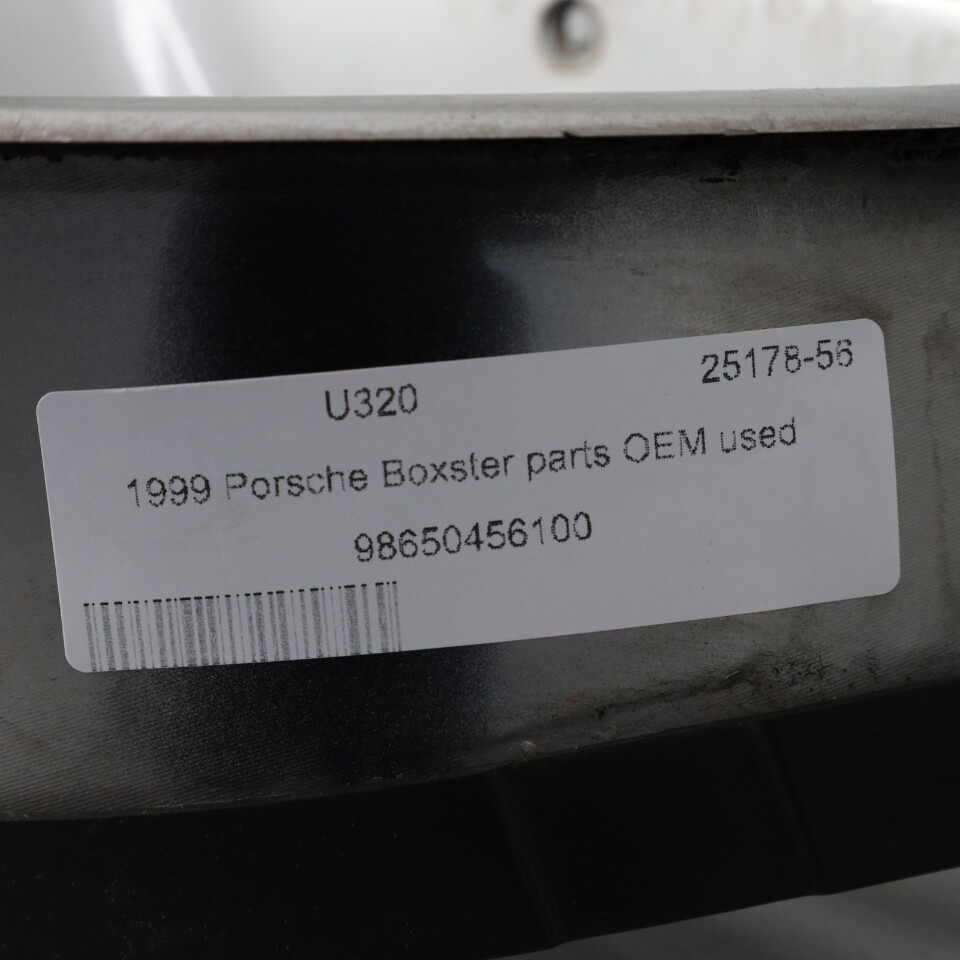 U320 25178-56
1999 Porsche Boxster parts OEM used
98650456100